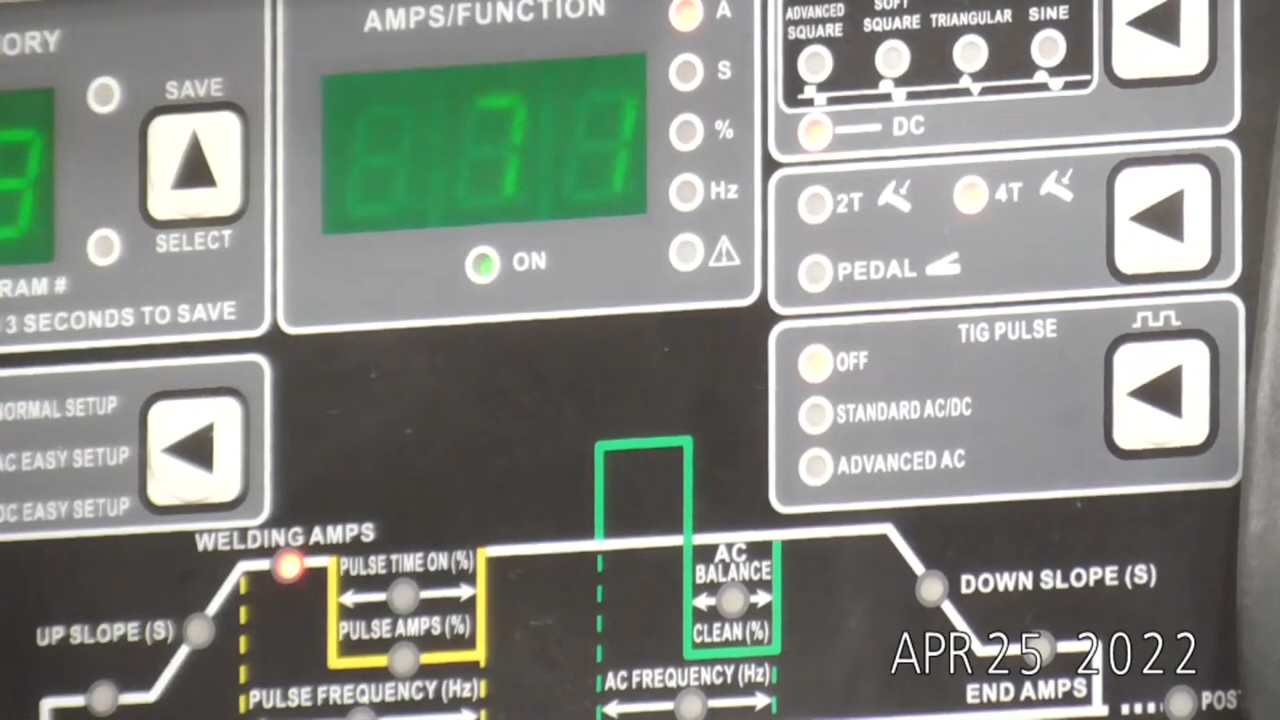 AMPS/FUNCTION
A
S
%
Hz
71
ON
SAVE
SELECT
3 SECONDS TO SAVE
ADVANCED SQUARE
SQUARE
TRIANGULAR
SINE
DC
2T
4T
PEDAL
TIG PULSE
OFF
STANDARD AC/DC
ADVANCED AC
NORMAL SETUP
AC EASY SETUP
DC EASY SETUP
WELDING AMPS
PULSE TIME ON (%)
PULSE AMPS (%)
UP SLOPE (S)
PULSE FREQUENCY (Hz)
AC
BALANCE
CLEAN (%)
AC FREQUENCY (Hz)
DOWN SLOPE (S)
APR 25 2022
END AMPS